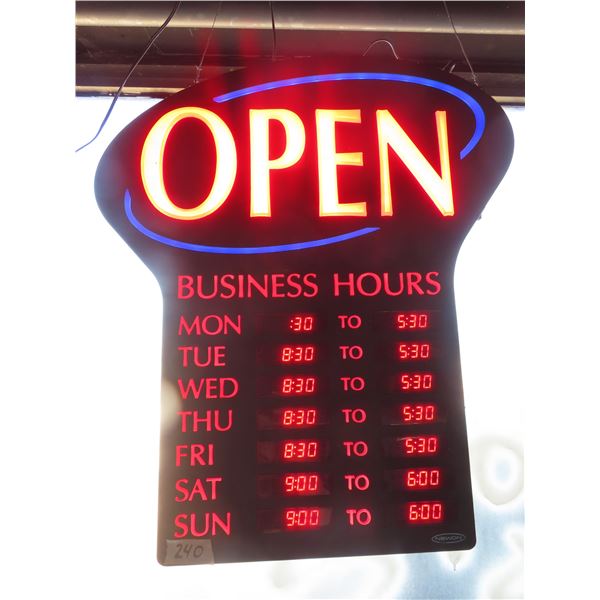 OPEN
BUSINESS HOURS
MON :30 TO 5:30
TUE 8:30 TO 5:30
WED 8:30 TO 5:30
THU 8:30 TO 5:30
FRI 8:30 TO 5:30
SAT 9:00 TO 6:00
SUN 9:00 TO 6:00
240
NEWON